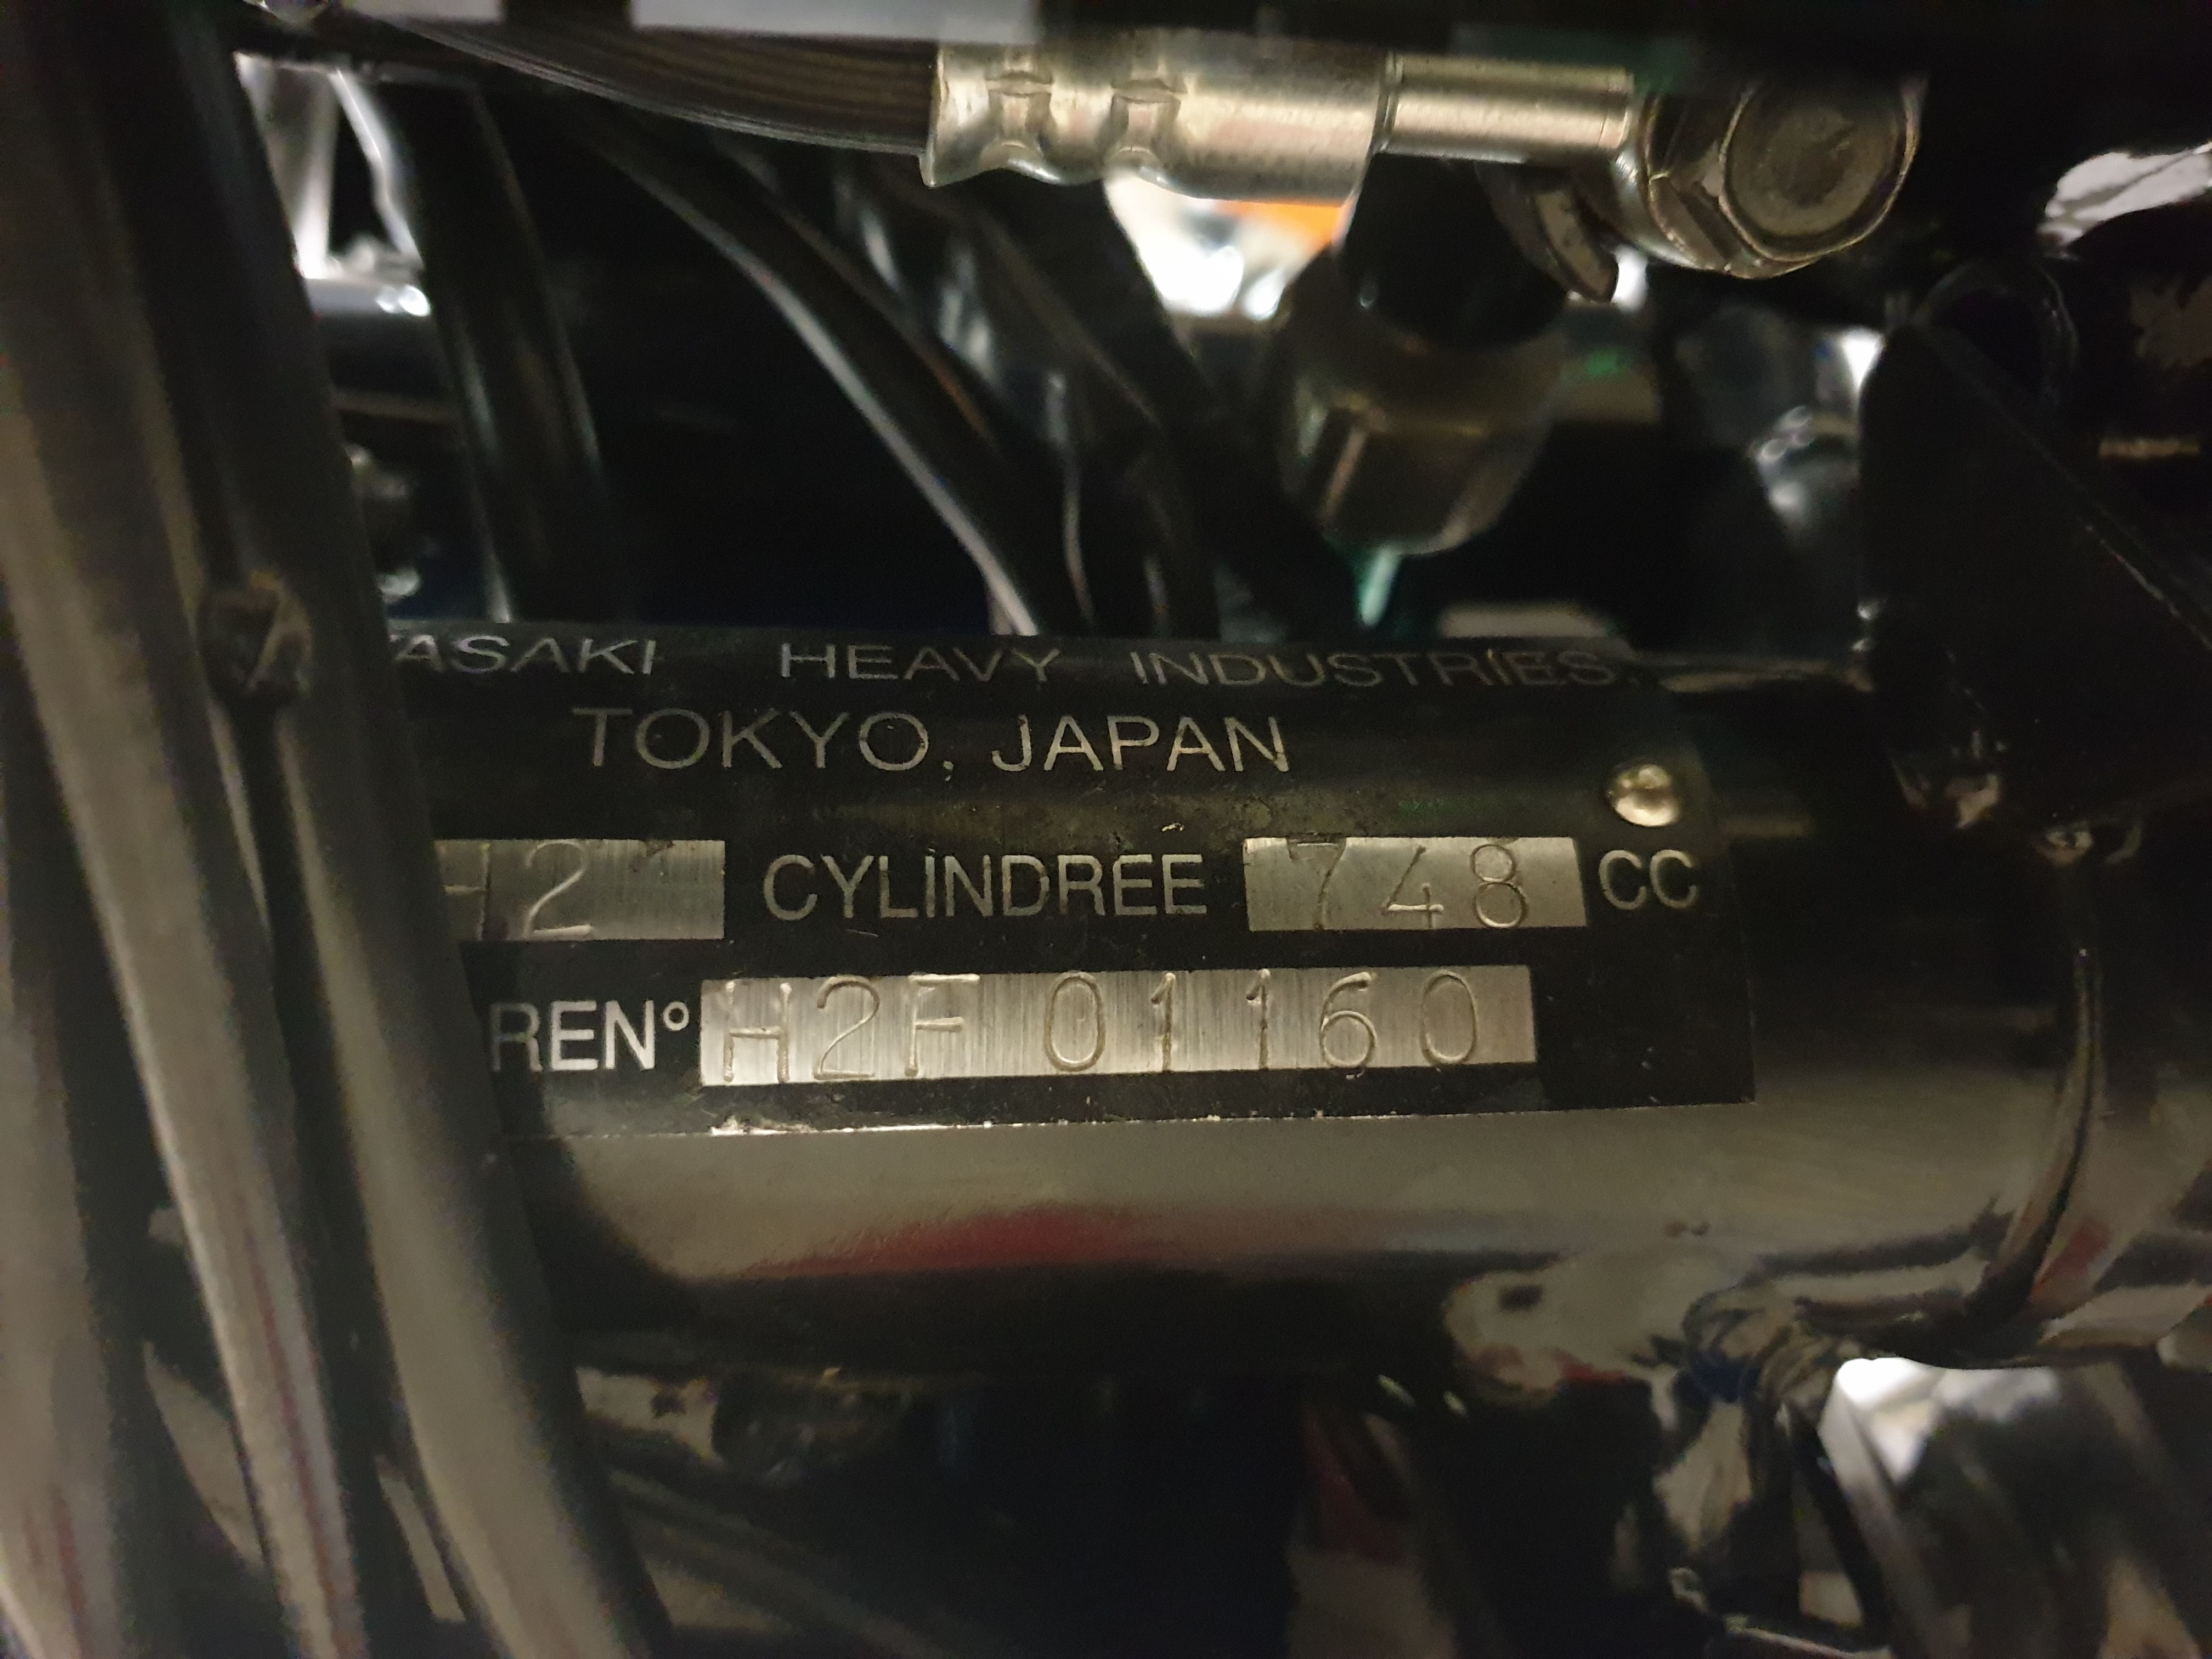 ASAKI HEAVY INDUSTRIES,
TOKYO, JAPAN
H2 CYLINDREE 748 CC
REN° H2F 01160